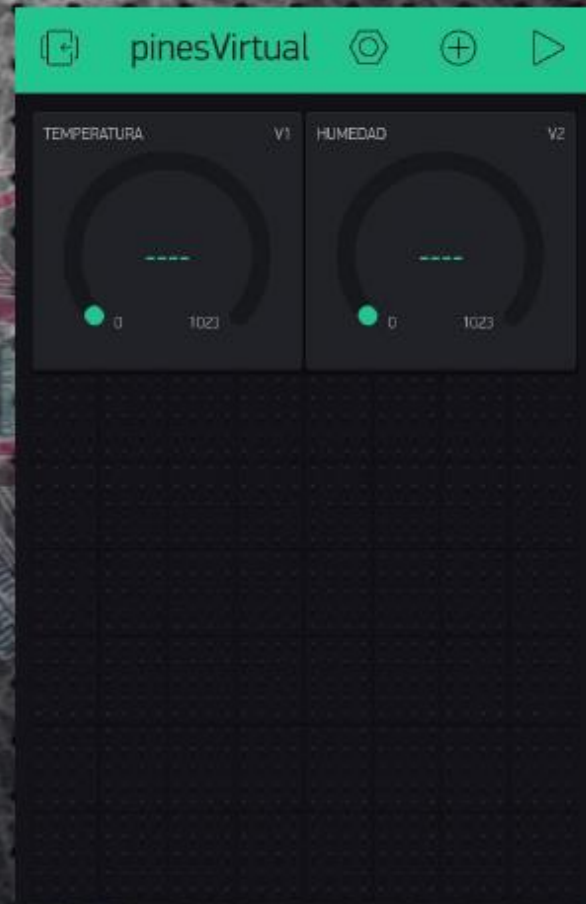 pinesVirtual
TEMPERATURA V1
----
0 1023
HUMEDAD V2
----
0 1023